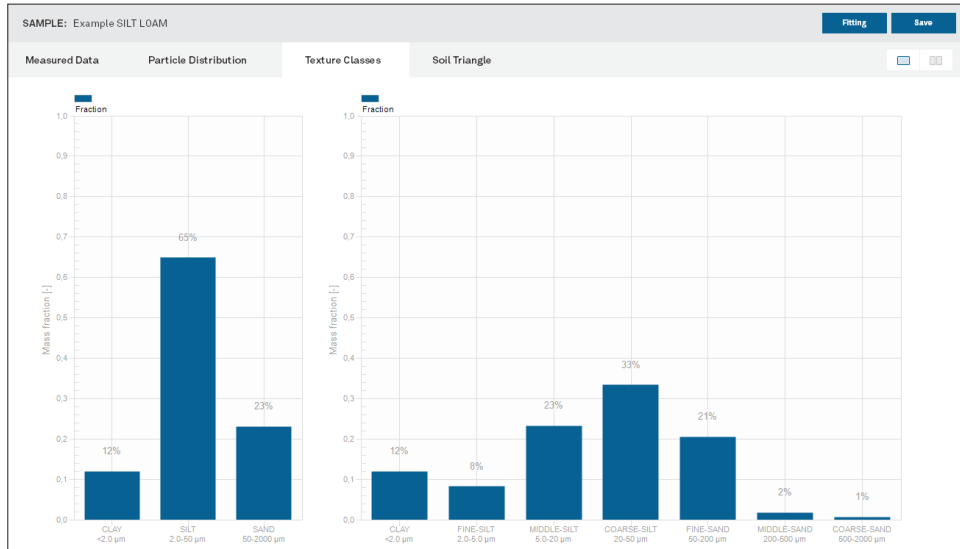 SAMPLE: Example SILT LOAM
Fitting
Save
Measured Data
Particle Distribution
Texture Classes
Soil Triangle
Fraction
Mass fraction [-]
1,0
0,9
0,8
0,7
0,6
0,5
0,4
0,3
0,2
0,1
0,0
12%
65%
23%
CLAY
<2.0 µm
SILT
2.0-50 µm
SAND
50-2000 µm
Fraction
Mass fraction [-]
1,0
0,9
0,8
0,7
0,6
0,5
0,4
0,3
0,2
0,1
0,0
12%
8%
23%
33%
21%
2%
1%
CLAY
<2.0 µm
FINE-SILT
2.0-5.0 µm
MIDDLE-SILT
5.0-20 µm
COARSE-SILT
20-50 µm
FINE-SAND
50-200 µm
MIDDLE-SAND
200-500 µm
COARSE-SAND
500-2000 µm